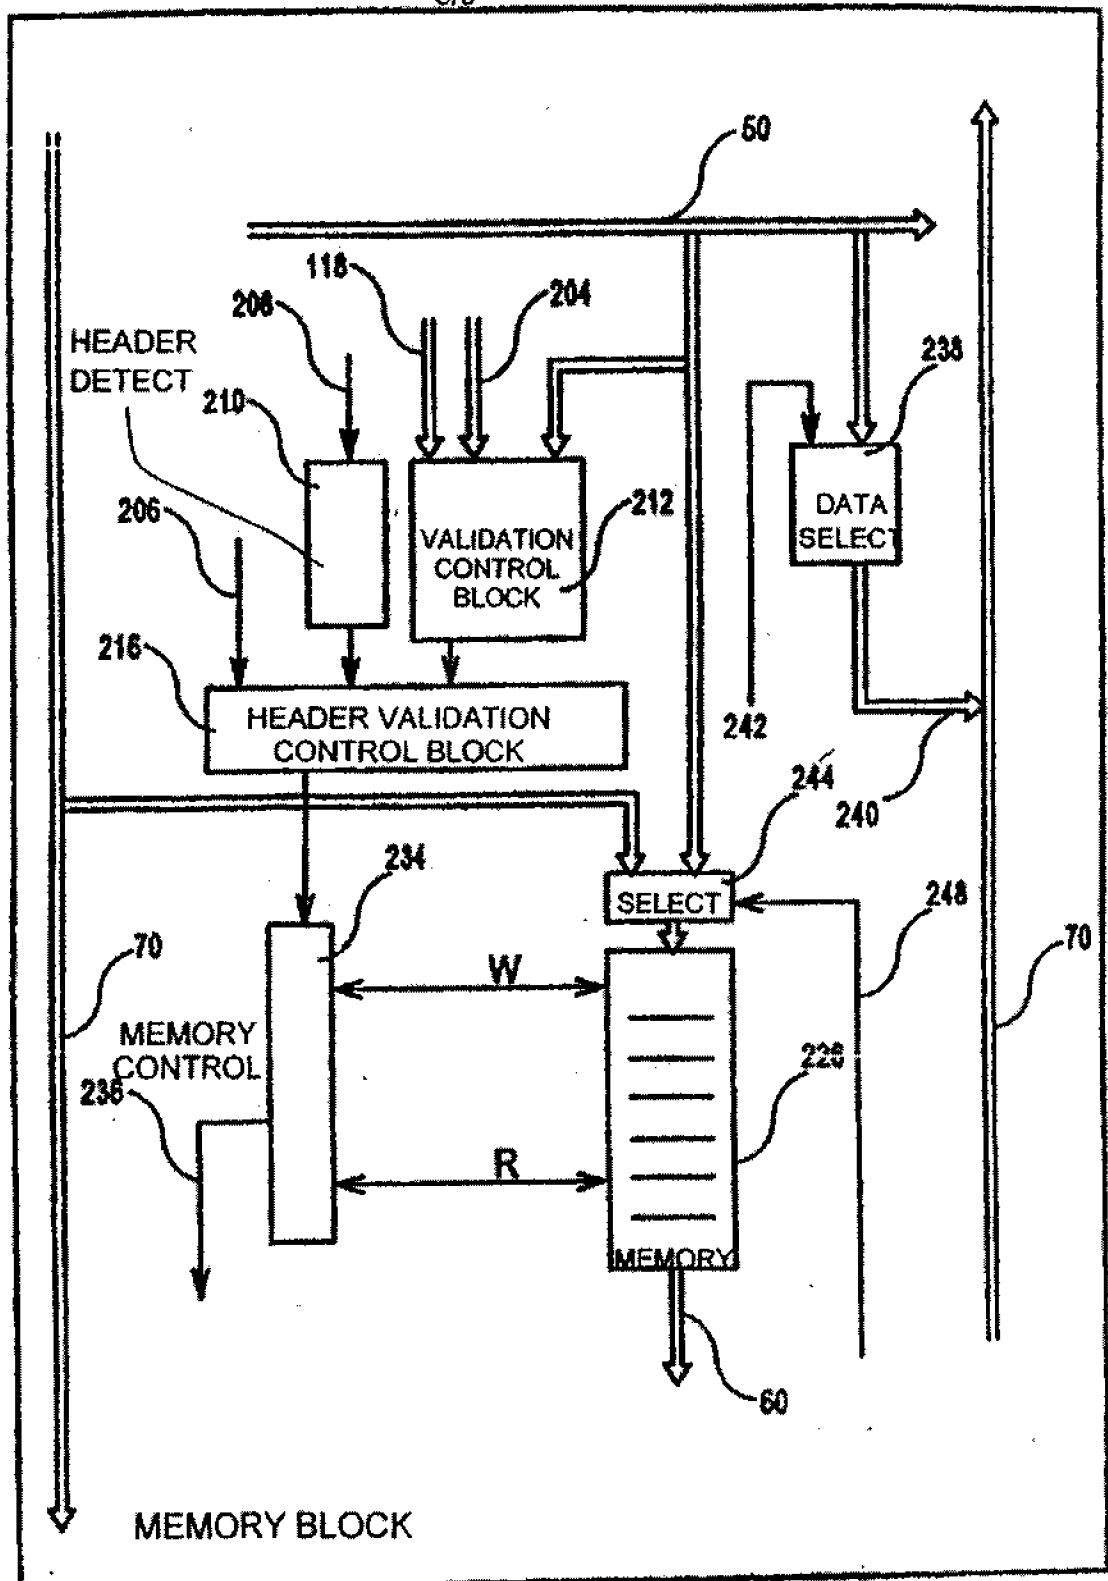 50
118
204
208
HEADER
DETECT
238
210
206
212
DATA
SELECT
VALIDATION
CONTROL
BLOCK
216
HEADER VALIDATION
CONTROL BLOCK
242
244
240
234
SELECT
248
70
W
70
MEMORY
CONTROL
226
236
R
MEMORY
60
MEMORY BLOCK